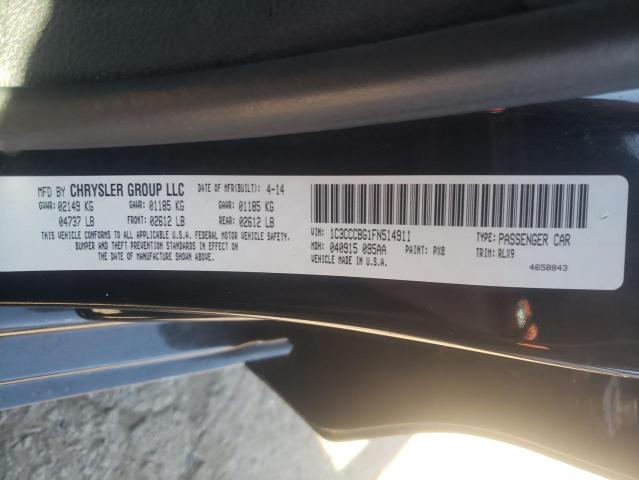 MFD BY CHRYSLER GROUP LLC DATE OF MFR(BUILT): 4-14
GVWR: 02149 KG GAWR: 01185 KG GAWR: 01185 KG
04737 LB FRONT: 02612 LB REAR: 02612 LB
THIS VEHICLE CONFORMS TO ALL APPLICABLE U.S.A. FEDERAL MOTOR VEHICLE SAFETY,
BUMPER AND THEFT PREVENTION STANDARDS IN EFFECT ON
THE DATE OF MANUFACTURE SHOWN ABOVE.
VIN: 1C3CCCBG1FN514911 TYPE: PASSENGER CAR
MDH: 040915 095AA PAINT: PX8 TRIM: RLX9
VEHICLE MADE IN U.S.A.
4658843